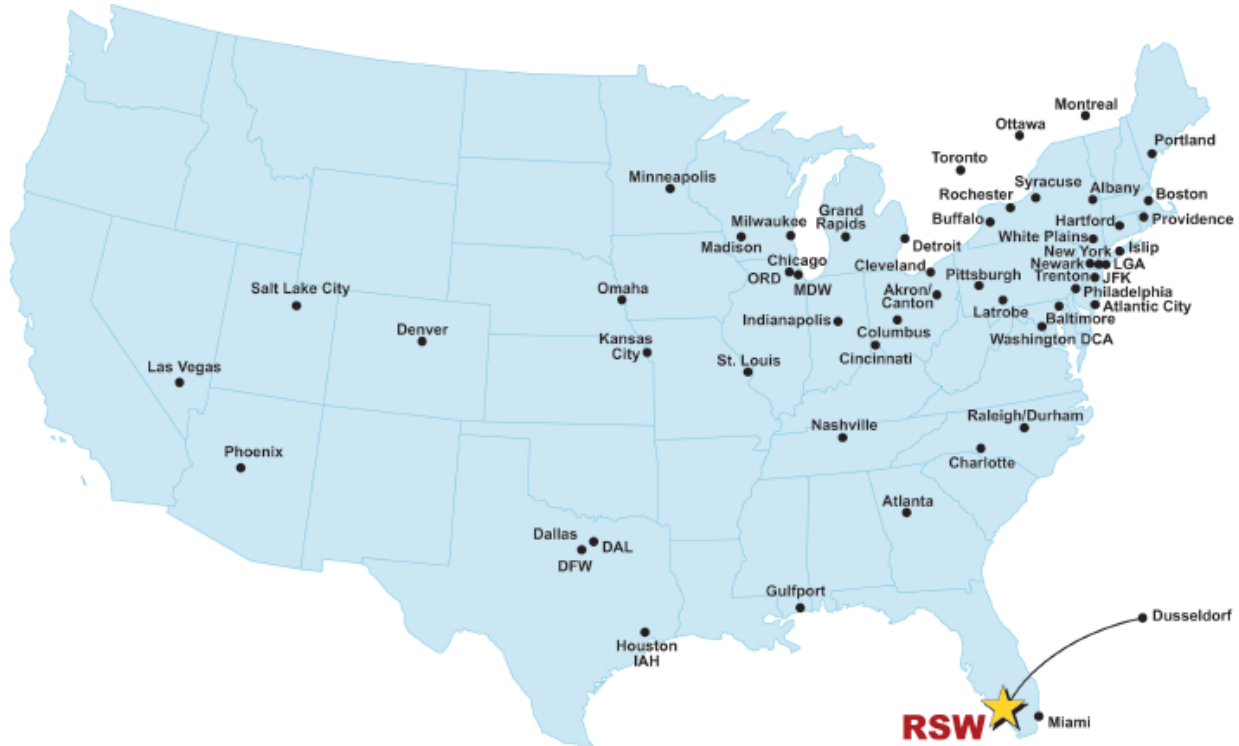 Montreal
Ottawa
Portland
Toronto
Minneapolis
Syracuse
Albany
Rochester
Boston
Milwaukee
Grand
Rapids
Buffalo
Hartford
Providence
Madison
Detroit
White Plains
Islip
Chicago
New York
Cleveland
Newark
LGA
ORD
MDW
Pittsburgh
Trenton
JFK
Salt Lake City
Omaha
Akron/
Canton
Philadelphia
Latrobe
Atlantic City
Indianapolis
Columbus
Baltimore
Denver
Kansas
City
Cincinnati
Washington DCA
St. Louis
Las Vegas
Nashville
Raleigh/Durham
Phoenix
Charlotte
Atlanta
Dallas
DAL
DFW
Gulfport
Dusseldorf
Houston
IAH
RSW
Miami